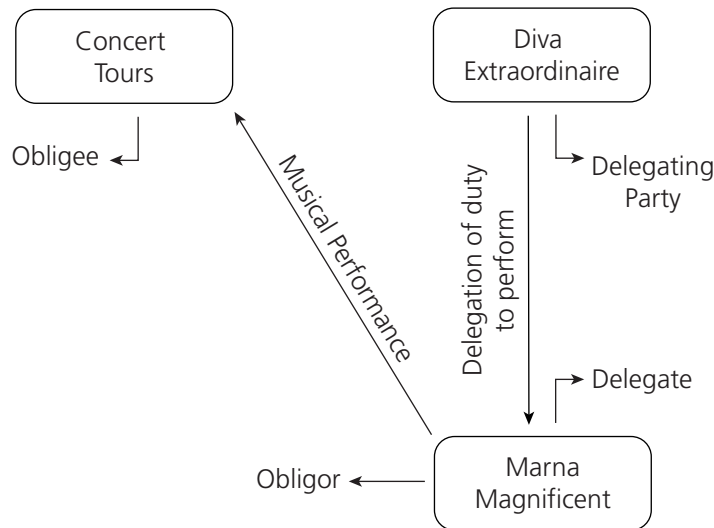 Concert
Tours
Diva
Extraordinaire
Obligee
Delegating
Party
Musical Performance
Delegation of duty
to perform
Delegate
Obligor
Marna
Magnificent